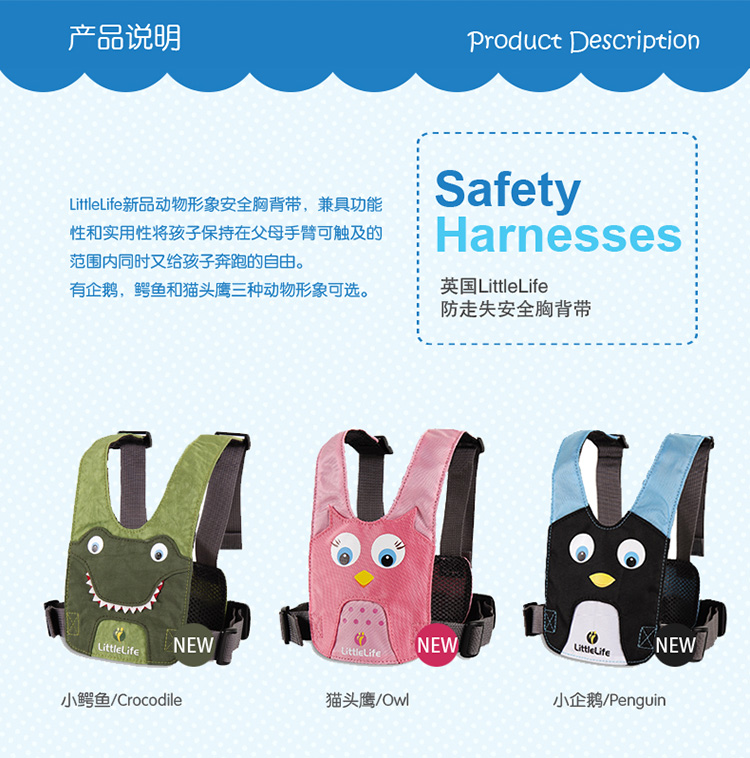 产品说明
Product Description
LittleLife新品动物形象安全胸背带，兼具功能
性和实用性将孩子保持在父母手臂可触及的
范围内同时又给孩子奔跑的自由。
有企鹅，鳄鱼和猫头鹰三种动物形象可选。
Safety
Harnesses
英国LittleLife
防走失安全胸背带
LittleLife
NEW
LittleLife
NEW
LittleLife
NEW
小鳄鱼/Crocodile
猫头鹰/Owl
小企鹅/Penguin